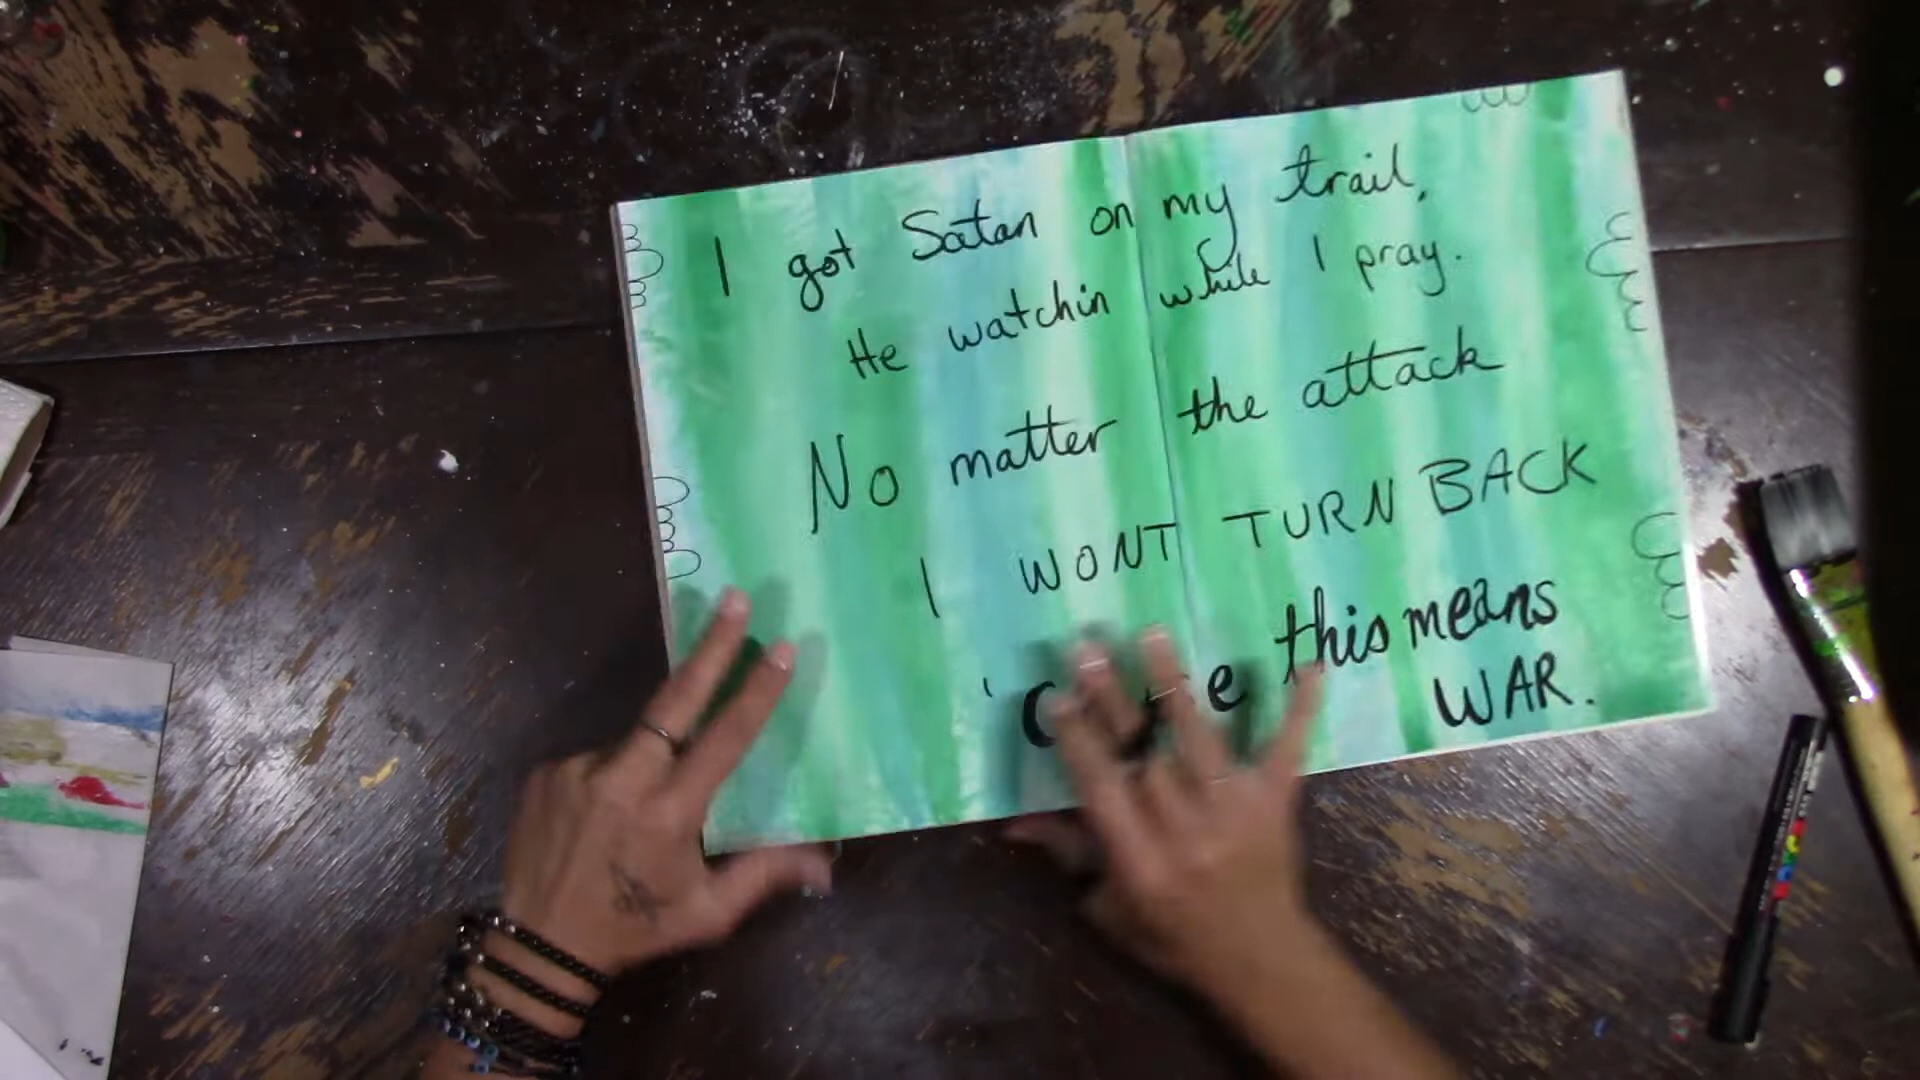 I got Satan on my trail,
He watchin while I pray.
No matter the attack
I WONT TURN BACK
this means
WAR.